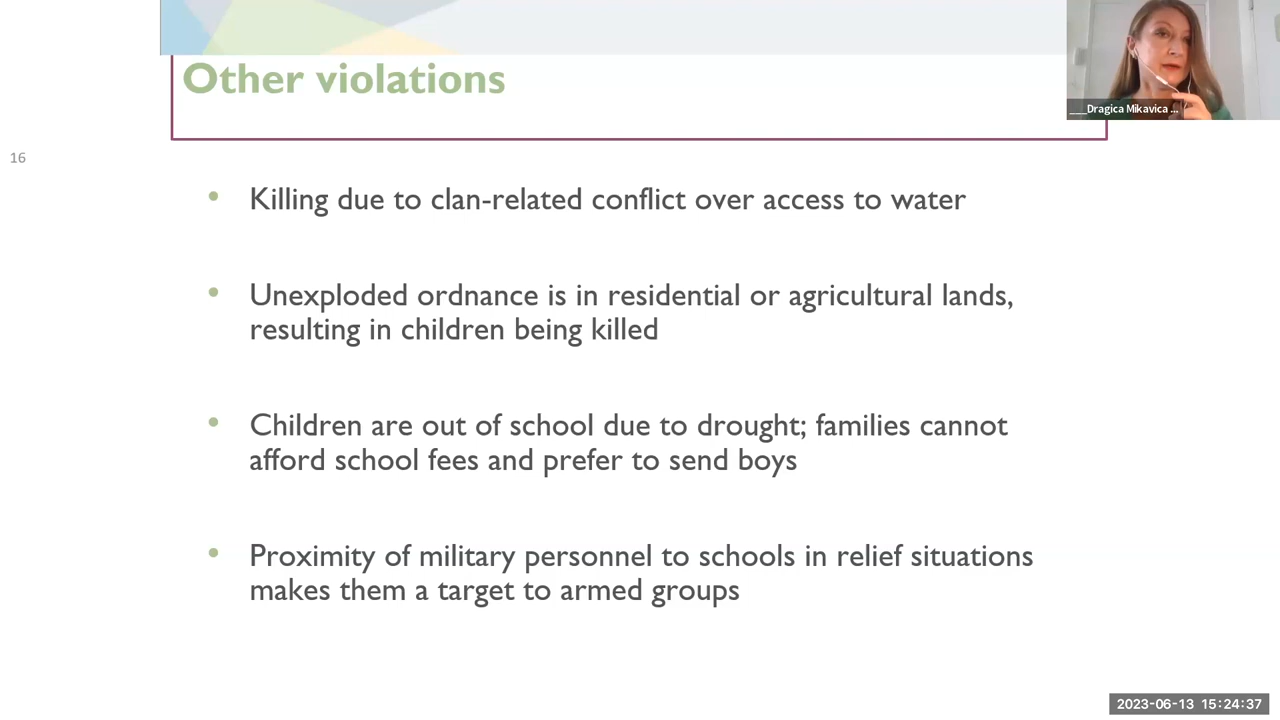 Other violations
___Dragica Mikavica ...
16
• Killing due to clan-related conflict over access to water
• Unexploded ordnance is in residential or agricultural lands,
resulting in children being killed
• Children are out of school due to drought; families cannot
afford school fees and prefer to send boys
• Proximity of military personnel to schools in relief situations
makes them a target to armed groups
2023-06-13 15:24:37